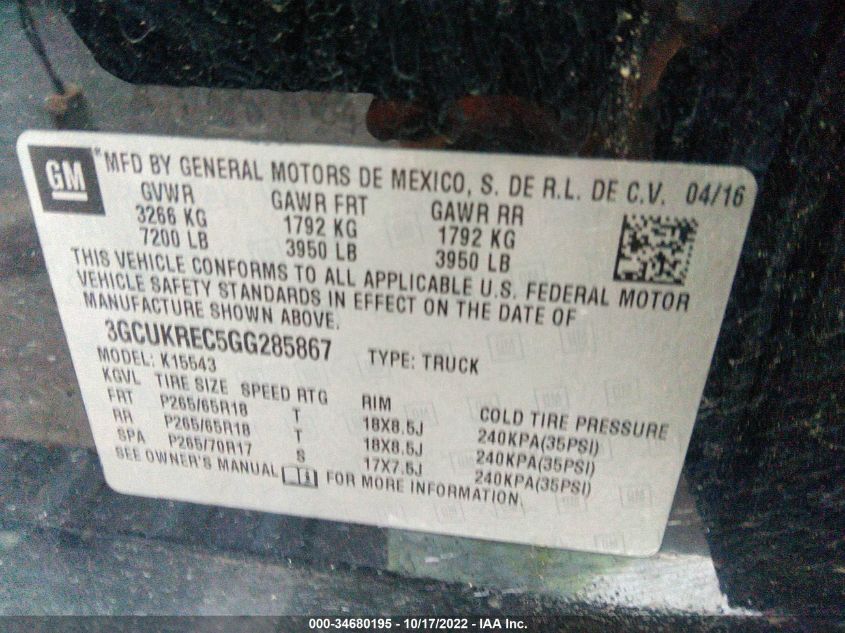 GM
MFD BY GENERAL MOTORS DE MEXICO, S. DE R.L. DE C.V. 04/16
GVWR GAWR FRT GAWR RR
3266 KG 1792 KG 1792 KG
7200 LB 3950 LB 3950 LB
THIS VEHICLE CONFORMS TO ALL APPLICABLE U.S. FEDERAL MOTOR
VEHICLE SAFETY STANDARDS IN EFFECT ON THE DATE OF
MANUFACTURE SHOWN ABOVE.
3GCUKREC5GG285867 TYPE: TRUCK
MODEL: K15543
KGVL TIRE SIZE SPEED RTG RIM COLD TIRE PRESSURE
FRT P265/65R18 T 18X8.5J 240KPA(35PSI)
RR P265/65R18 T 18X8.5J 240KPA(35PSI)
SPA P265/70R17 S 17X7.5J 240KPA(35PSI)
SEE OWNER'S MANUAL FOR MORE INFORMATION.
000-34680195 - 10/17/2022 - IAA Inc.